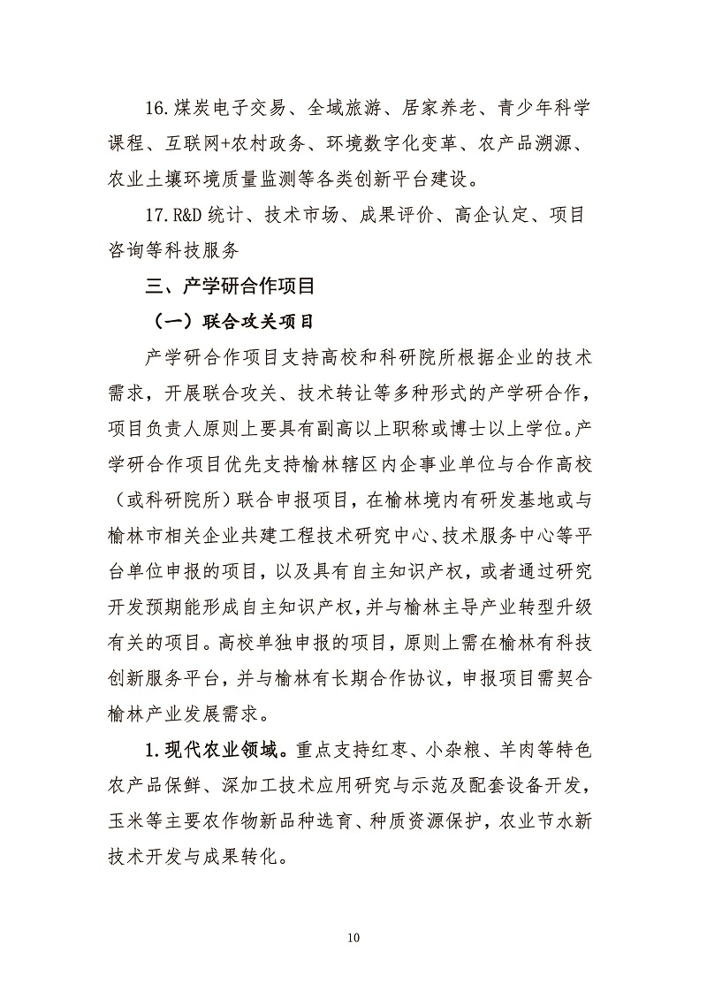 16.煤炭电子交易、全域旅游、居家养老、青少年科学
课程、互联网+农村政务、环境数字化变革、农产品溯源、
农业土壤环境质量监测等各类创新平台建设。
17.R&D 统计、技术市场、成果评价、高企认定、项目
咨询等科技服务
三、产学研合作项目
（一）联合攻关项目
产学研合作项目支持高校和科研院所根据企业的技术
需求，开展联合攻关、技术转让等多种形式的产学研合作，
项目负责人原则上要具有副高以上职称或博士以上学位。产
学研合作项目优先支持榆林辖区内企事业单位与合作高校
（或科研院所）联合申报项目，在榆林境内有研发基地或与
榆林市相关企业共建工程技术研究中心、技术服务中心等平
台单位申报的项目，以及具有自主知识产权，或者通过研究
开发预期能形成自主知识产权，并与榆林主导产业转型升级
有关的项目。高校单独申报的项目，原则上需在榆林有科技
创新服务平台，并与榆林有长期合作协议，申报项目需契合
榆林产业发展需求。
1.现代农业领域。重点支持红枣、小杂粮、羊肉等特色
农产品保鲜、深加工技术应用研究与示范及配套设备开发，
玉米等主要农作物新品种选育、种质资源保护，农业节水新
技术开发与成果转化。
10